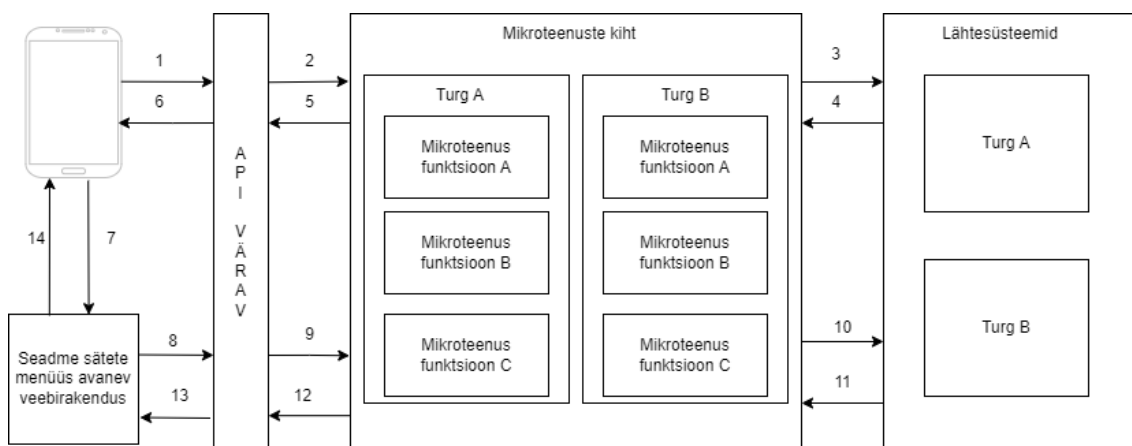 Mikroteenuste kiht
Lähtesüsteemid
1
2
3
Turg A
Turg B
6
5
4
Mikroteenus
funktsioon A
Mikroteenus
funktsioon A
Turg A
A
P
I
V
Ä
R
A
V
14
7
Mikroteenus
funktsioon B
Mikroteenus
funktsioon B
Turg B
8
9
10
Seadme sätete
menüüs avanev
veebirakendus
Mikroteenus
funktsioon C
Mikroteenus
funktsioon C
13
12
11